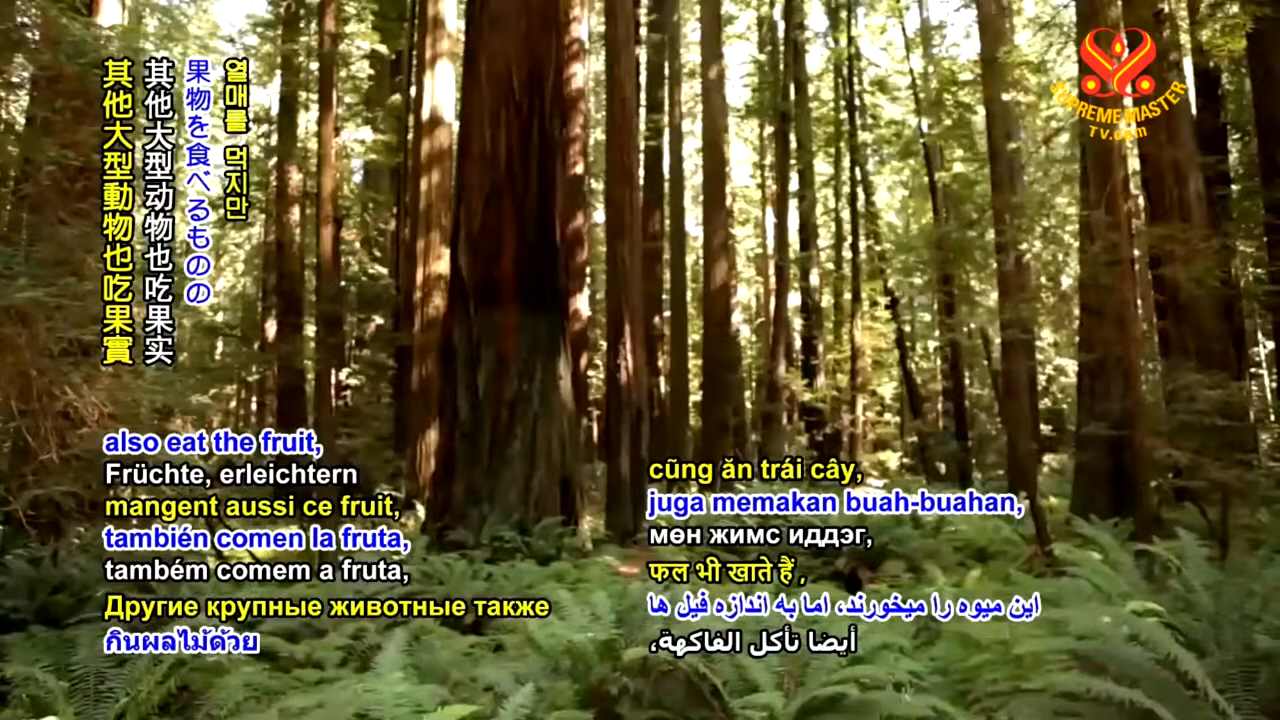 열매를 먹지만
果物を食べるものの
其他大型动物也吃果实
其他大型動物也吃果實
SUPREME MASTER
TV.com
also eat the fruit,
Früchte, erleichtern
mangent aussi ce fruit,
también comen la fruta,
também comem a fruta,
Другие крупные животные также
กินผลไม้ด้วย
cũng ăn trái cây,
juga memakan buah-buahan,
мөн жимс иддэг,
फल भी खाते हैं ,
این میوه را میخورند، اما به اندازه فیل ها
أيضا تأكل الفاكهة،